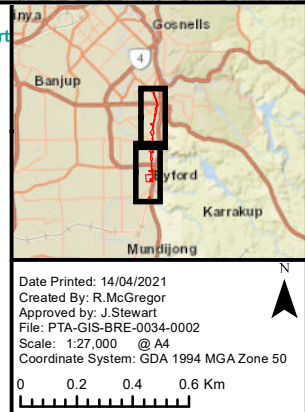 inya
Gosnells
rt
4
Banjup
Byford
Karrakup
Mundijong
N
Date Printed: 14/04/2021
Created By: R.McGregor
Approved by: J.Stewart
File: PTA-GIS-BRE-0034-0002
Scale: 1:27,000 @ A4
Coordinate System: GDA 1994 MGA Zone 50
0 0.2 0.4 0.6 Km